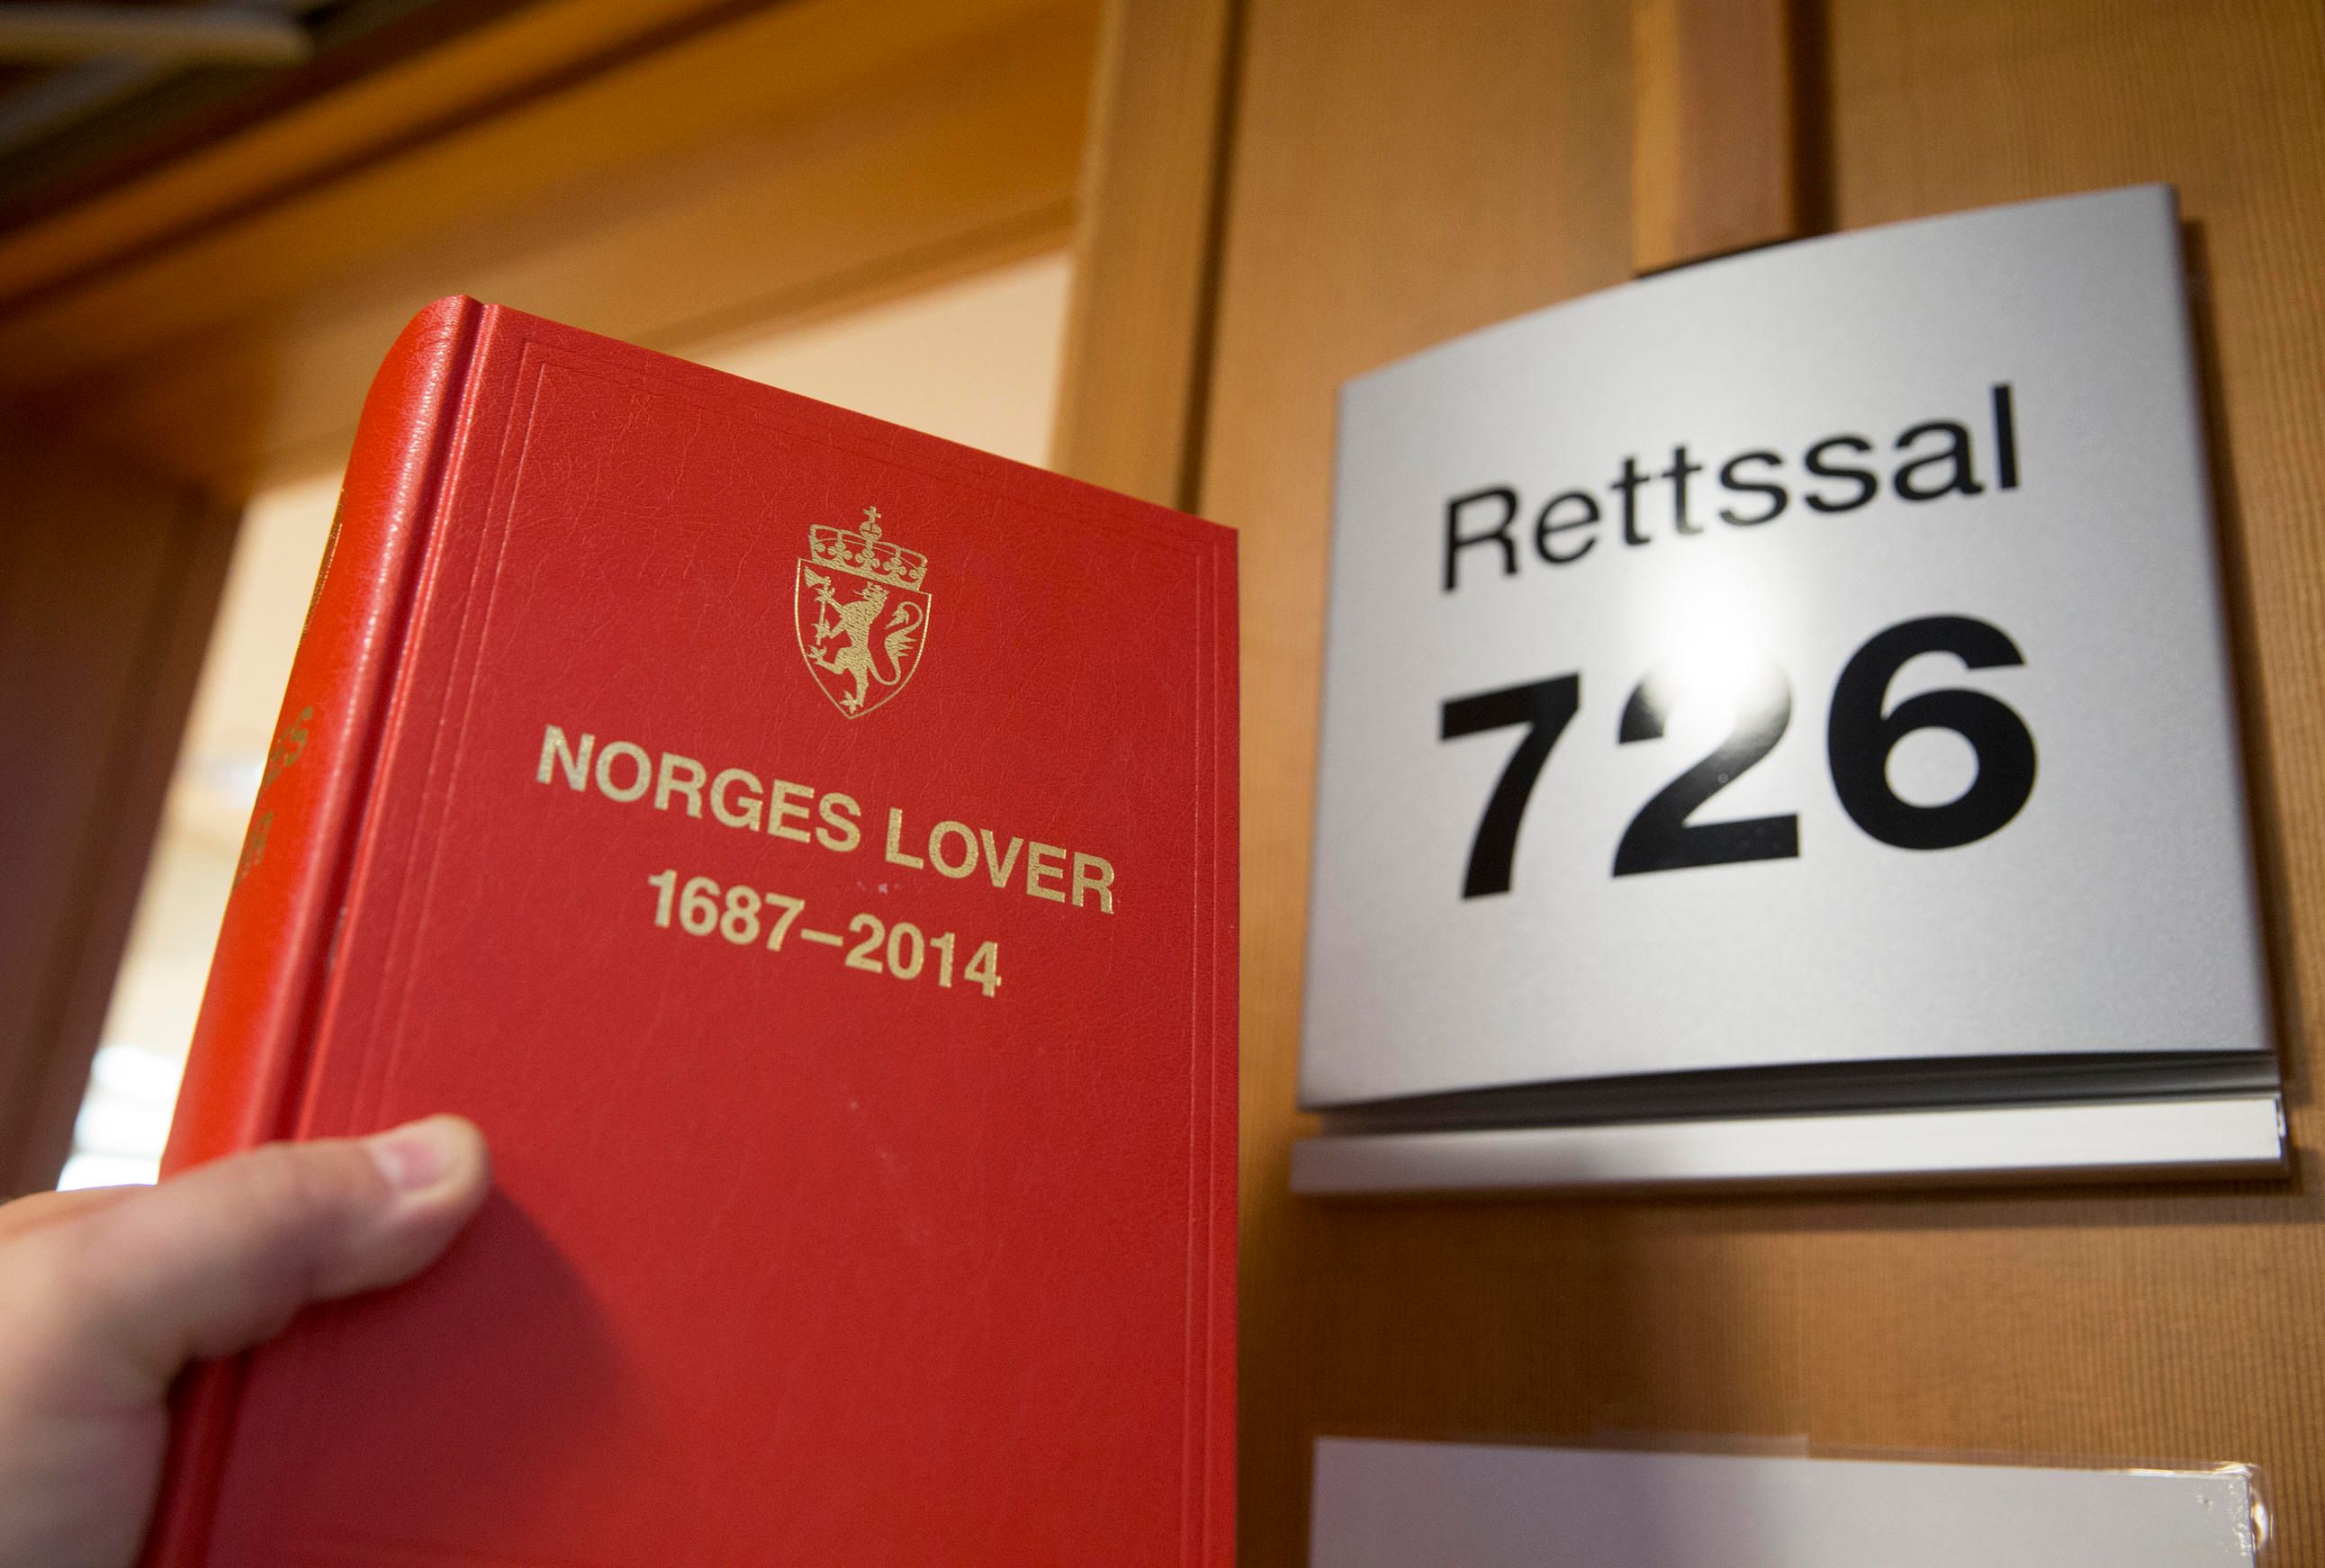 NORGES LOVER
1687–2014
Rettssal
726